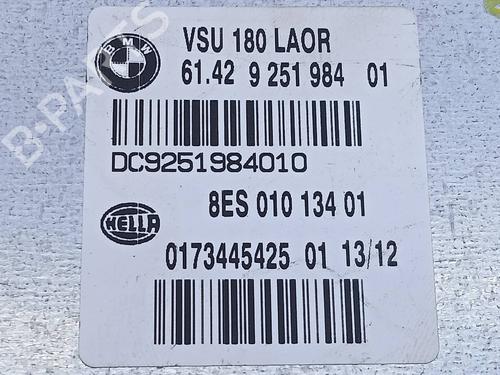 BMW
VSU 180 LAOR
61.42 9 251 984 01
DC9251984010
8ES 010 134 01
HELLA
0173445425 01 13/12
B-PARTS